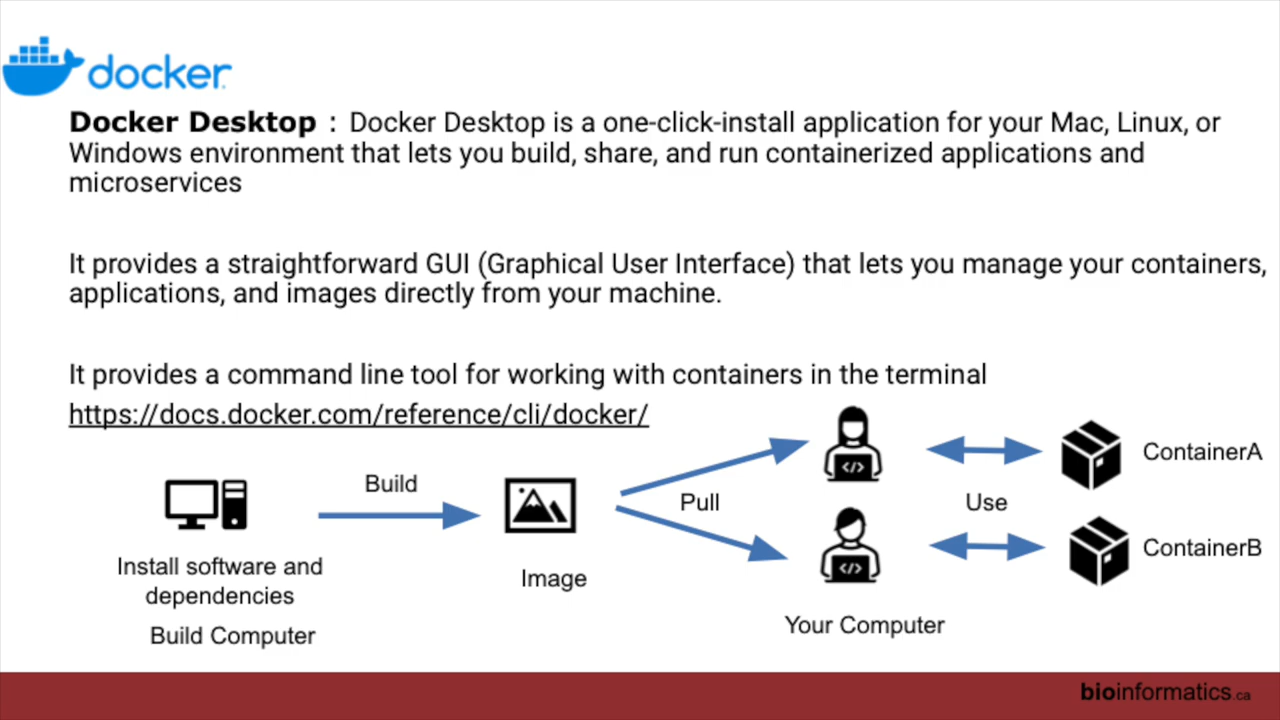 docker
Docker Desktop : Docker Desktop is a one-click-install application for your Mac, Linux, or
Windows environment that lets you build, share, and run containerized applications and
microservices
It provides a straightforward GUI (Graphical User Interface) that lets you manage your containers,
applications, and images directly from your machine.
It provides a command line tool for working with containers in the terminal
https://docs.docker.com/reference/cli/docker/
Build
Install software and
dependencies
Build Computer
Image
Pull
Your Computer
Use
ContainerA
ContainerB
bioinformatics.ca